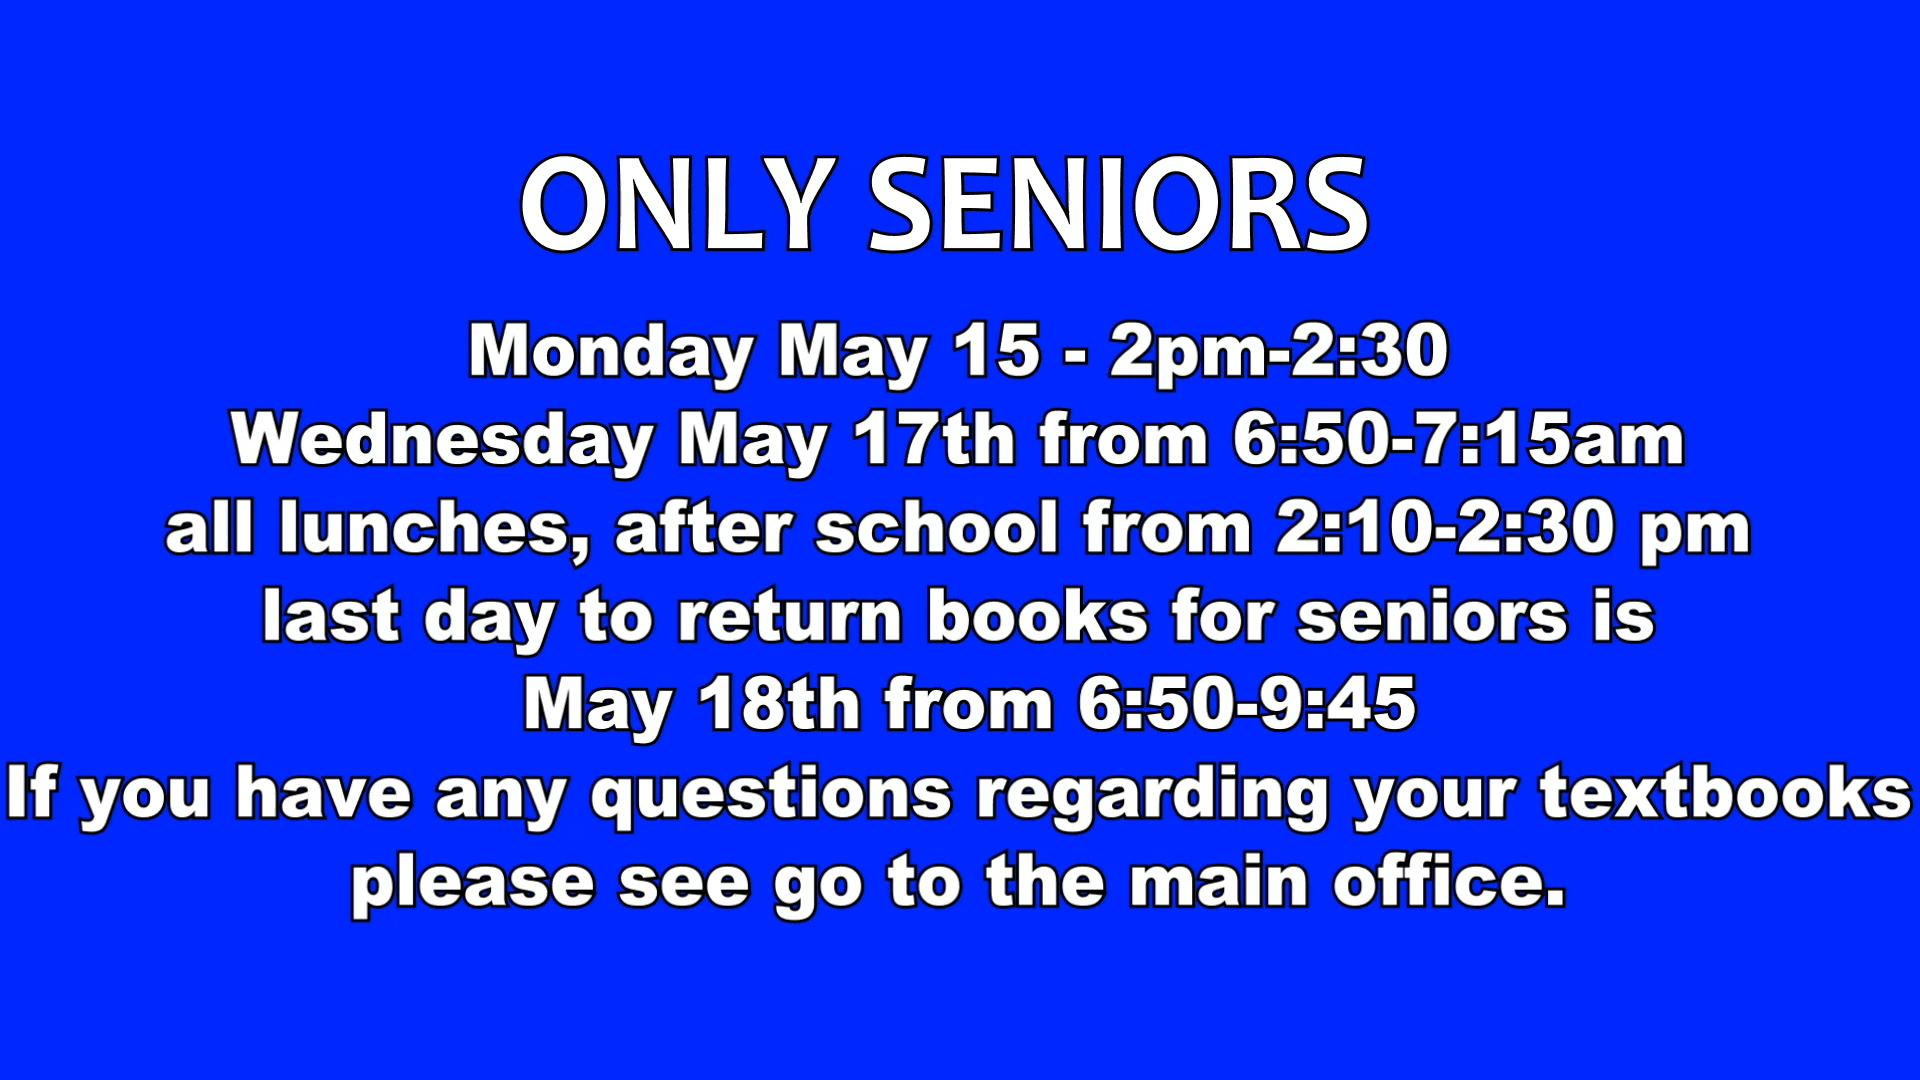 ONLY SENIORS
Monday May 15 - 2pm-2:30
Wednesday May 17th from 6:50-7:15am
all lunches, after school from 2:10-2:30 pm
last day to return books for seniors is
May 18th from 6:50-9:45
If you have any questions regarding your textbooks
please see go to the main office.